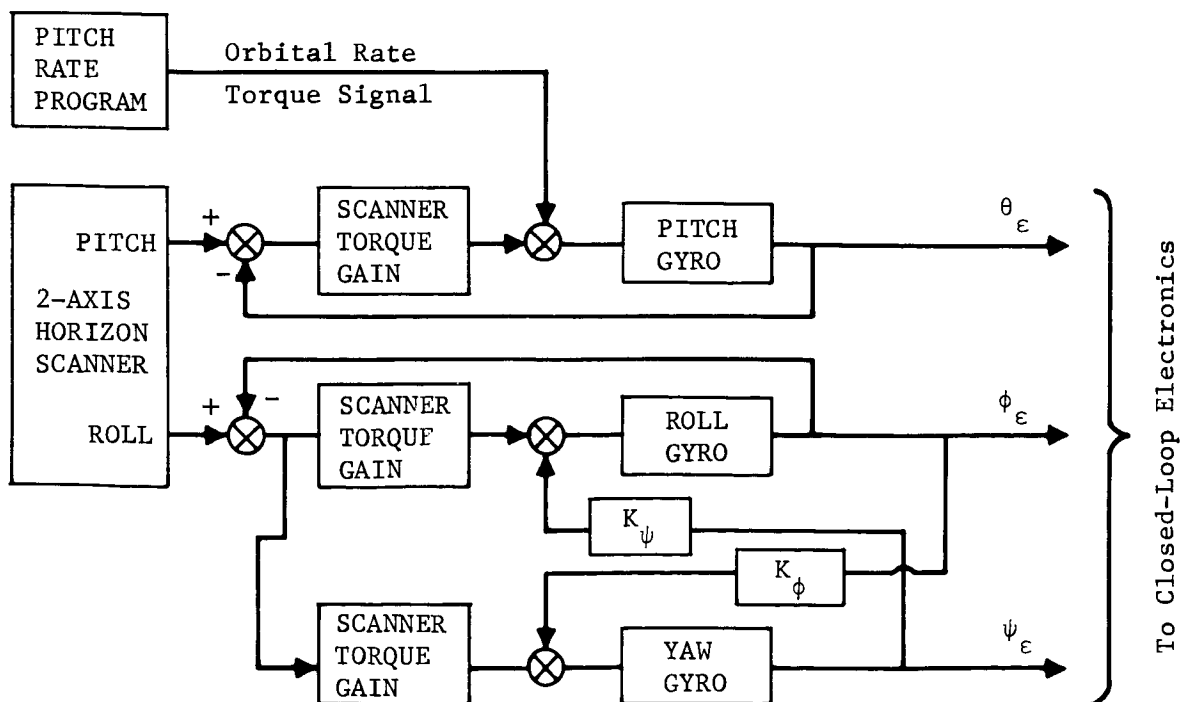 PITCH
RATE
PROGRAM
Orbital Rate
Torque Signal
2-AXIS
HORIZON
SCANNER
PITCH
ROLL
+
-
SCANNER
TORQUE
GAIN
PITCH
GYRO
θε
+
-
SCANNER
TORQUE
GAIN
ROLL
GYRO
ϕε
Kψ
Kϕ
SCANNER
TORQUE
GAIN
YAW
GYRO
ψε
To Closed-Loop Electronics